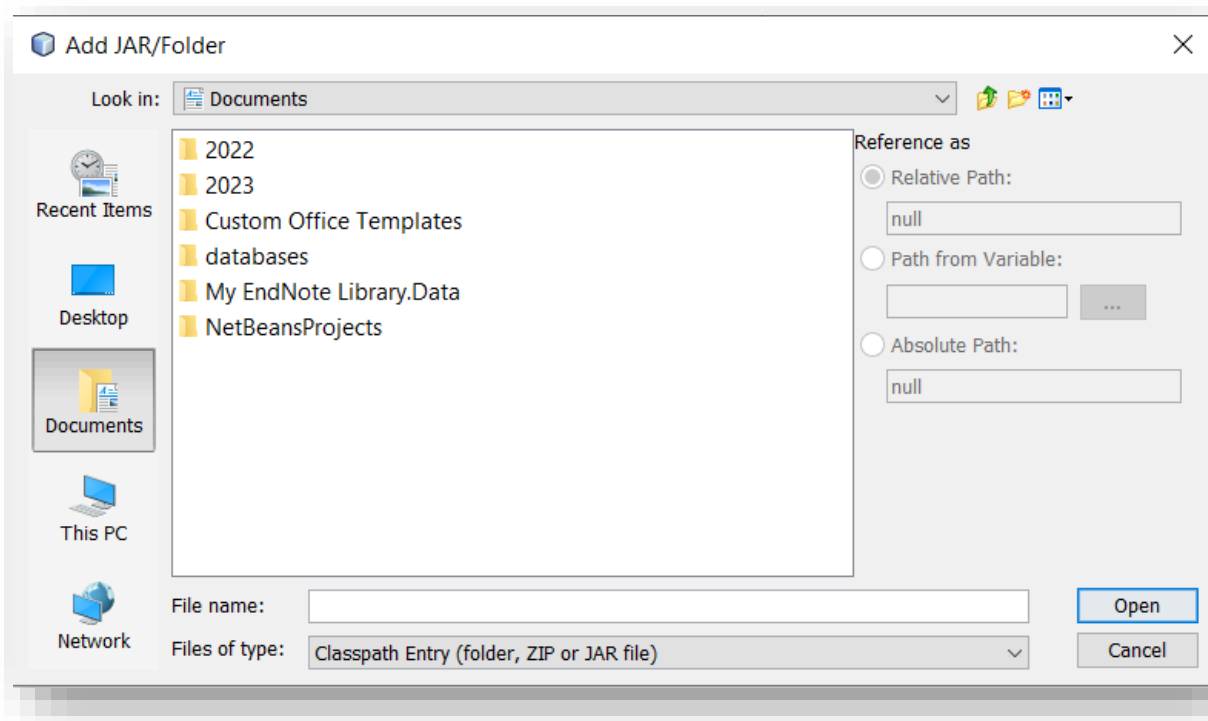 Add JAR/Folder
Look in:
Documents
Recent Items
Desktop
Documents
This PC
Network
2022
2023
Custom Office Templates
databases
My EndNote Library.Data
NetBeansProjects
Reference as
Relative Path:
null
Path from Variable:
...
Absolute Path:
null
File name:
Open
Files of type:
Classpath Entry (folder, ZIP or JAR file)
Cancel